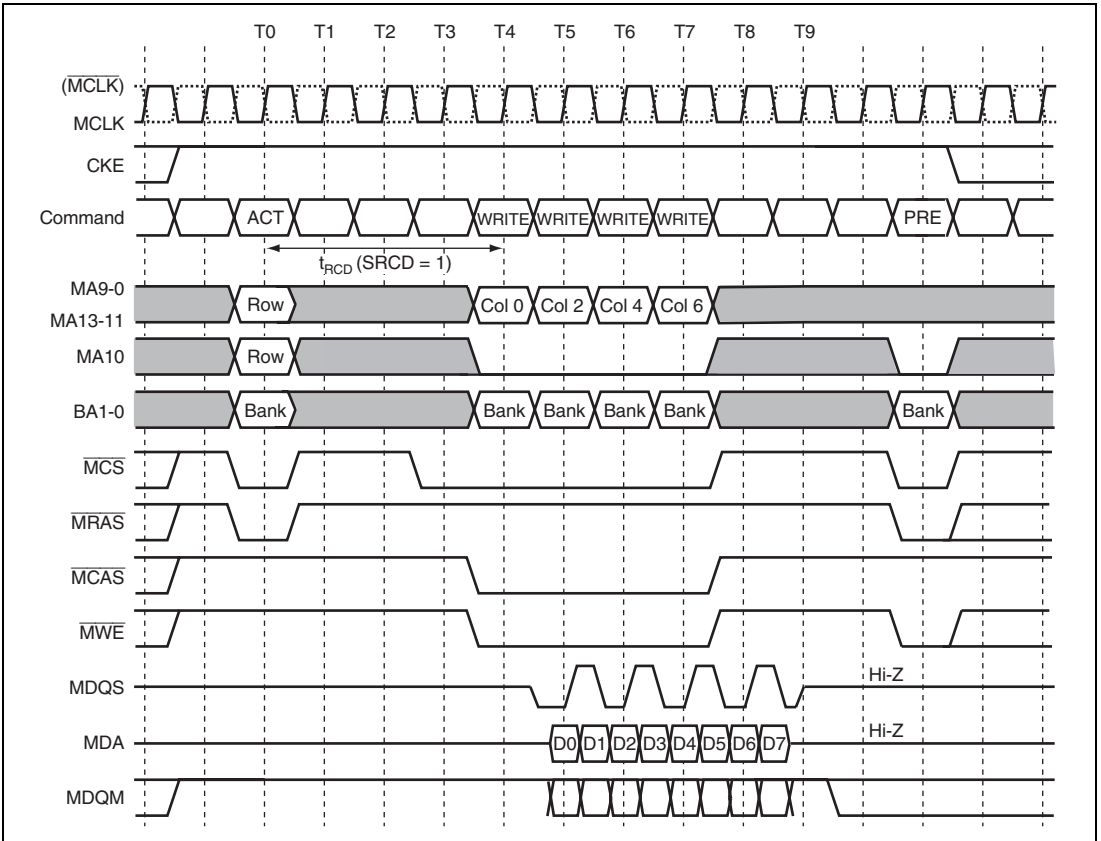 T0 T1 T2 T3 T4 T5 T6 T7 T8 T9
(MCLK)
MCLK
CKE
Command ACT WRITE WRITE WRITE WRITE PRE
tRCD (SRCD = 1)
MA9-0
MA13-11
Row Col 0 Col 2 Col 4 Col 6
MA10 Row
BA1-0 Bank Bank Bank Bank Bank Bank
MCS
MRAS
MCAS
MWE
MDQS Hi-Z
MDA D0 D1 D2 D3 D4 D5 D6 D7 Hi-Z
MDQM